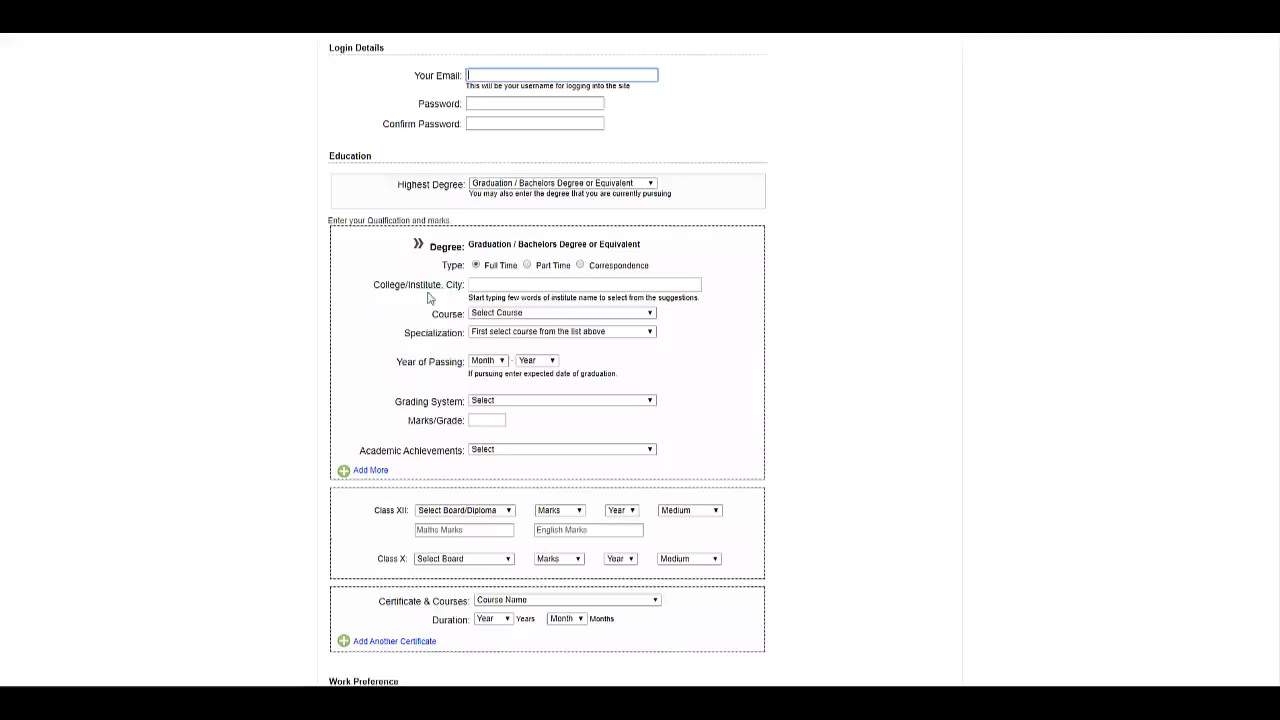 Login Details
Your Email:
This will be your username for logging into the site
Password:
Confirm Password:
Education
Highest Degree: Graduation / Bachelors Degree or Equivalent
You may also enter the degree that you are currently pursuing
Enter your Qualification and marks.
» Degree: Graduation / Bachelors Degree or Equivalent
Type: Full Time Part Time Correspondence
College/Institute, City:
Start typing few words of institute name to select from the suggestions.
Course: Select Course
Specialization: First select course from the list above
Year of Passing: Month - Year
If pursuing enter expected date of graduation.
Grading System: Select
Marks/Grade:
Academic Achievements: Select
Add More
Class XII: Select Board/Diploma Marks Year Medium
Maths Marks English Marks
Class X: Select Board Marks Year Medium
Certificate & Courses: Course Name
Duration: Year Years Month Months
Add Another Certificate
Work Preference